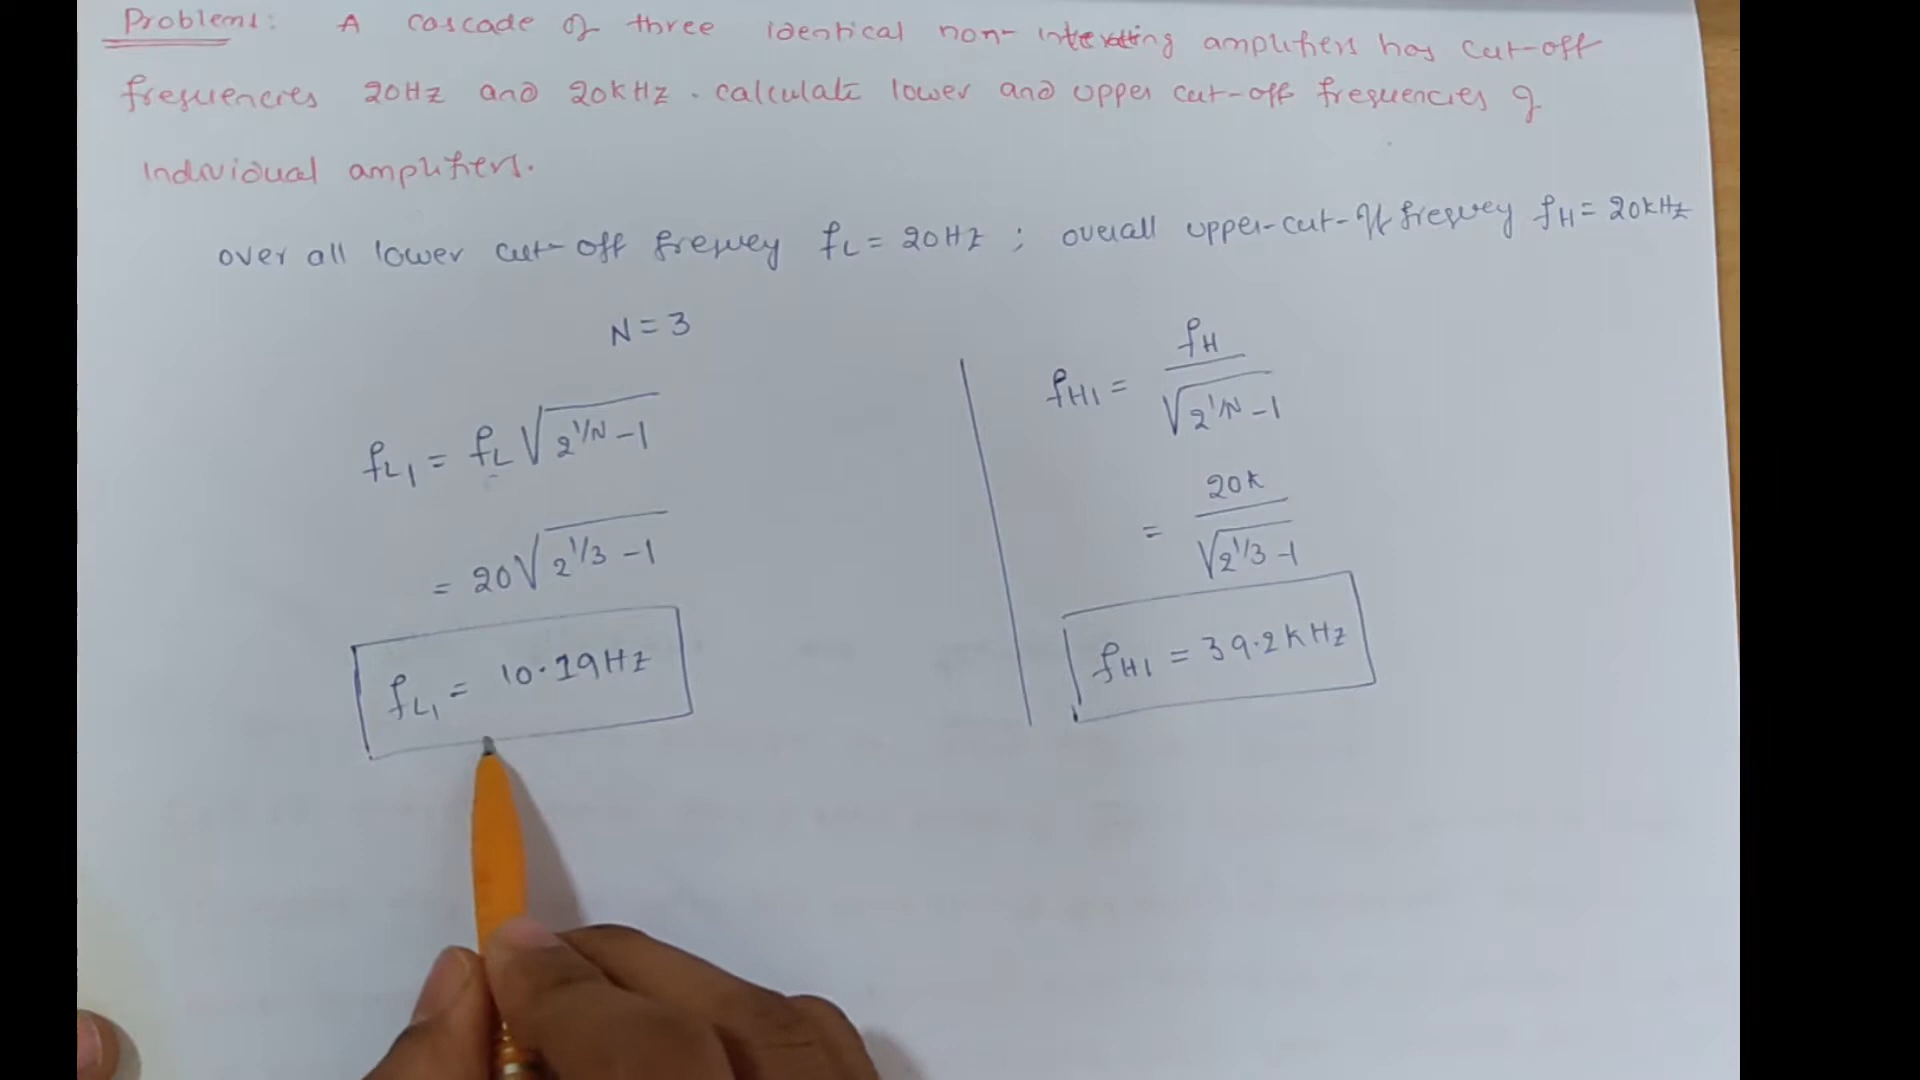 Problems: A cascade of three identical non-interacting amplifiers has cut-off
frequencies 20Hz and 20kHz. calculate lower and upper cut-off frequencies of
individual amplifiers.
over all lower cut-off freqney fL = 20Hz ; overall upper-cut-off freqney fH = 20kHz
N = 3
fL1 = fL √(2^1/N - 1)
= 20√(2^1/3 - 1)
fL1 = 10.19Hz
fH1 = fH / √(2^1/N - 1)
= 20k / √(2^1/3 - 1)
fH1 = 39.2kHz